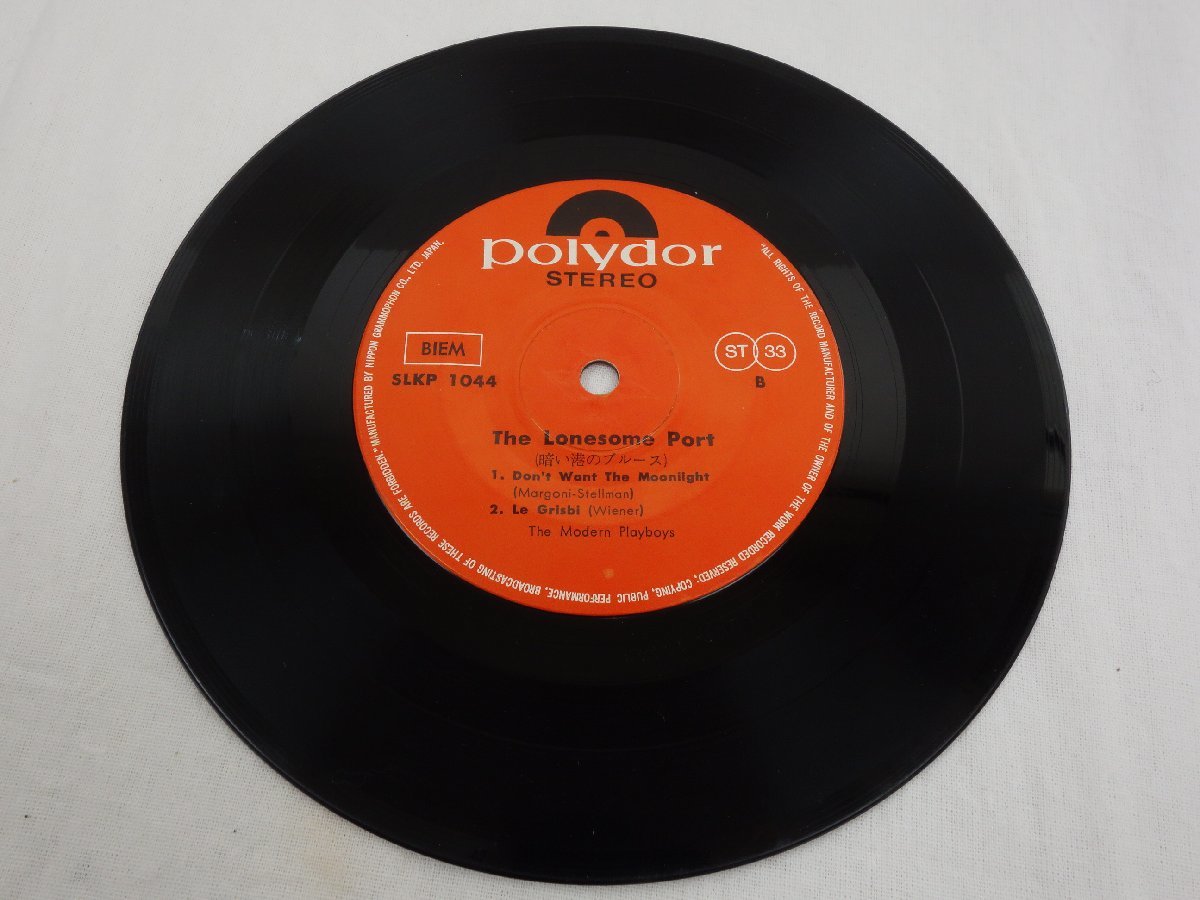 polydor
STEREO
BIEM
SLKP 1044
ST 33
B
The Lonesome Port
(暗い港のブルース)
1. Don't Want The Moonlight
(Margoni-Stellman)
2. Le Grisbi (Wiener)
The Modern Playboys
"ALL RIGHTS OF THE RECORD MANUFACTURER AND OF THE OWNER OF THE WORK RECORDED RESERVED; COPYING, PUBLIC PERFORMANCE, BROADCASTING OF THESE RECORDS ARE FORBIDDEN." MANUFACTURED BY NIPPON GRAMMOPHON CO., LTD. JAPAN.